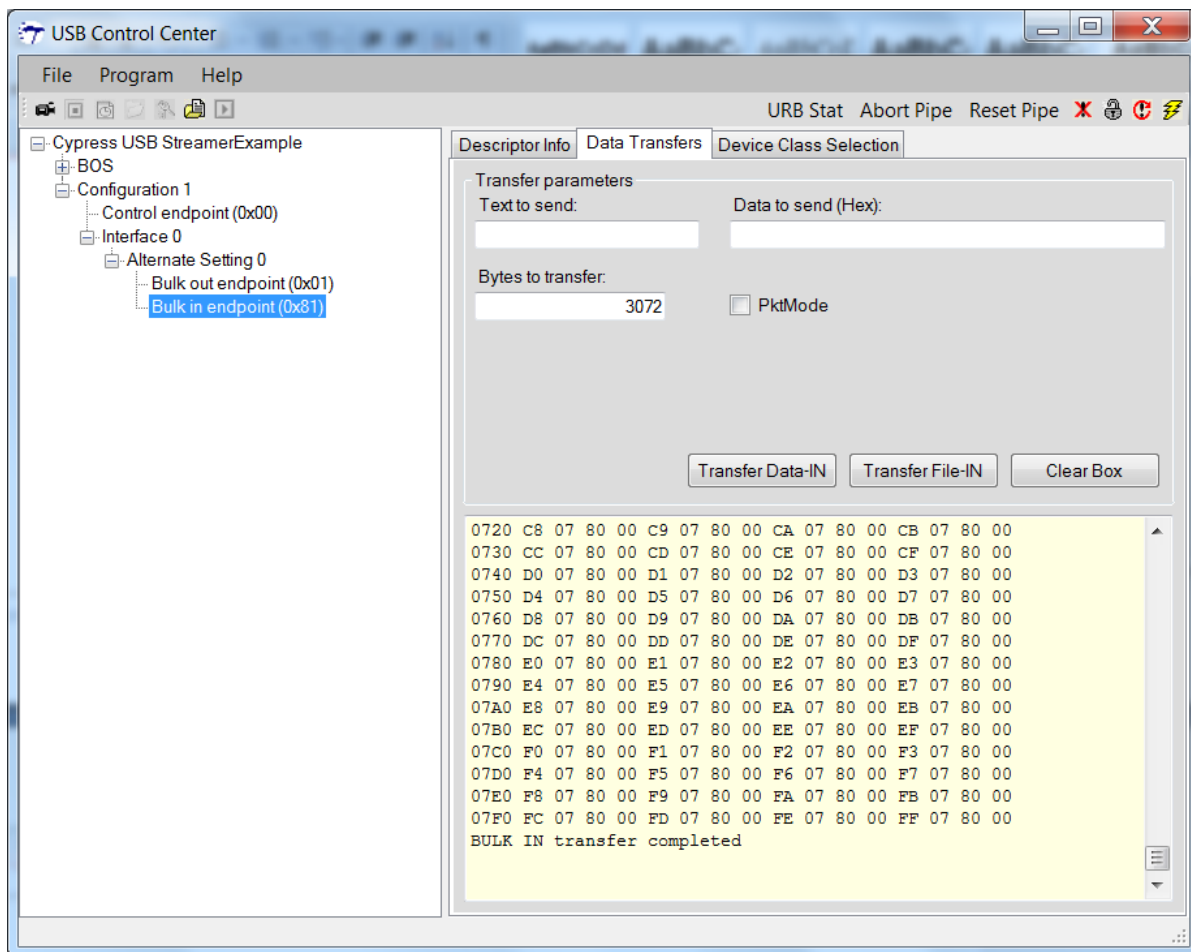 USB Control Center
File Program Help
URB Stat Abort Pipe Reset Pipe
Cypress USB StreamerExample
BOS
Configuration 1
Control endpoint (0x00)
Interface 0
Alternate Setting 0
Bulk out endpoint (0x01)
Bulk in endpoint (0x81)
Descriptor Info Data Transfers Device Class Selection
Transfer parameters
Text to send: Data to send (Hex):
Bytes to transfer:
3072 PktMode
Transfer Data-IN Transfer File-IN Clear Box
0720 C8 07 80 00 C9 07 80 00 CA 07 80 00 CB 07 80 00
0730 CC 07 80 00 CD 07 80 00 CE 07 80 00 CF 07 80 00
0740 D0 07 80 00 D1 07 80 00 D2 07 80 00 D3 07 80 00
0750 D4 07 80 00 D5 07 80 00 D6 07 80 00 D7 07 80 00
0760 D8 07 80 00 D9 07 80 00 DA 07 80 00 DB 07 80 00
0770 DC 07 80 00 DD 07 80 00 DE 07 80 00 DF 07 80 00
0780 E0 07 80 00 E1 07 80 00 E2 07 80 00 E3 07 80 00
0790 E4 07 80 00 E5 07 80 00 E6 07 80 00 E7 07 80 00
07A0 E8 07 80 00 E9 07 80 00 EA 07 80 00 EB 07 80 00
07B0 EC 07 80 00 ED 07 80 00 EE 07 80 00 EF 07 80 00
07C0 F0 07 80 00 F1 07 80 00 F2 07 80 00 F3 07 80 00
07D0 F4 07 80 00 F5 07 80 00 F6 07 80 00 F7 07 80 00
07E0 F8 07 80 00 F9 07 80 00 FA 07 80 00 FB 07 80 00
07F0 FC 07 80 00 FD 07 80 00 FE 07 80 00 FF 07 80 00
BULK IN transfer completed